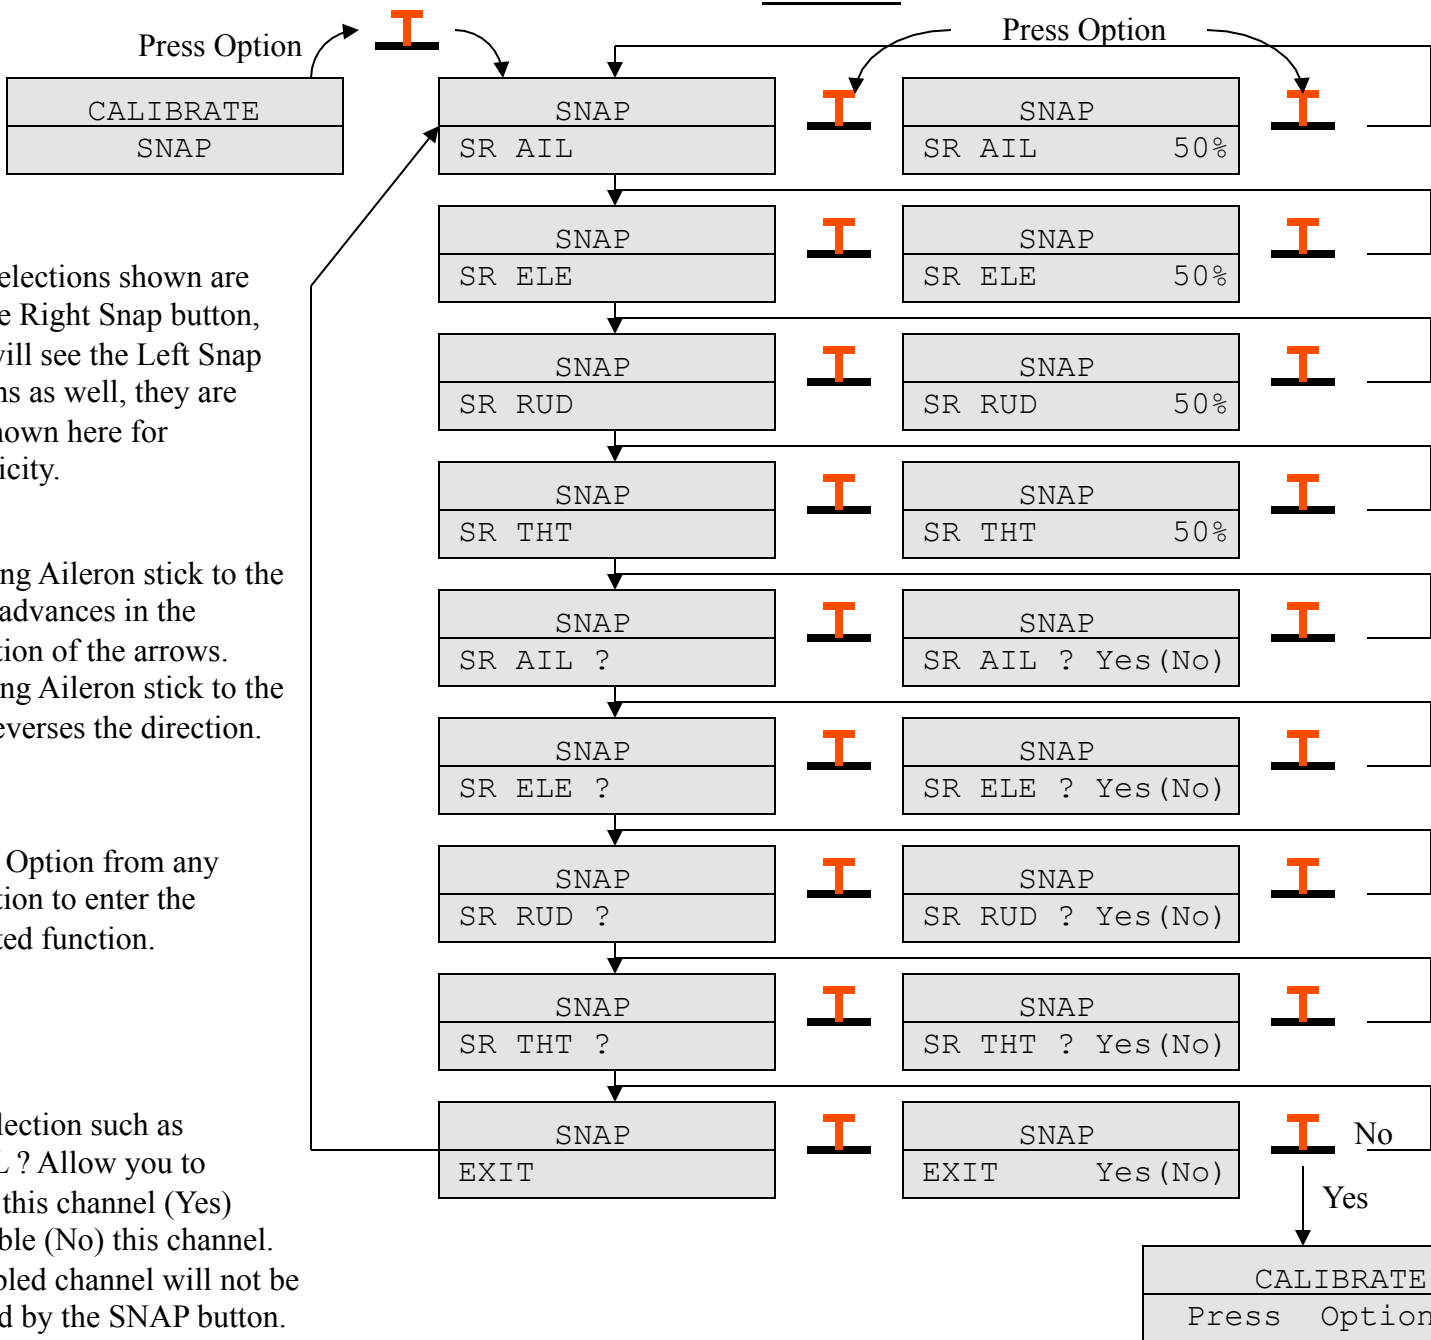 Press Option
Press Option
CALIBRATE
SNAP
SNAP
SR AIL
SNAP
SR AIL 50%
SNAP
SR ELE
SNAP
SR ELE 50%
elections shown are
e Right Snap button,
will see the Left Snap
ns as well, they are
hown here for
icity.
SNAP
SR RUD
SNAP
SR RUD 50%
SNAP
SR THT
SNAP
SR THT 50%
ng Aileron stick to the
advances in the
tion of the arrows.
ng Aileron stick to the
everses the direction.
SNAP
SR AIL ?
SNAP
SR AIL ? Yes(No)
SNAP
SR ELE ?
SNAP
SR ELE ? Yes(No)
Option from any
tion to enter the
ted function.
SNAP
SR RUD ?
SNAP
SR RUD ? Yes(No)
SNAP
SR THT ?
SNAP
SR THT ? Yes(No)
lection such as
L ? Allow you to
this channel (Yes)
ble (No) this channel.
bled channel will not be
d by the SNAP button.
SNAP
EXIT
SNAP
EXIT Yes(No)
No
Yes
CALIBRATE
Press Option